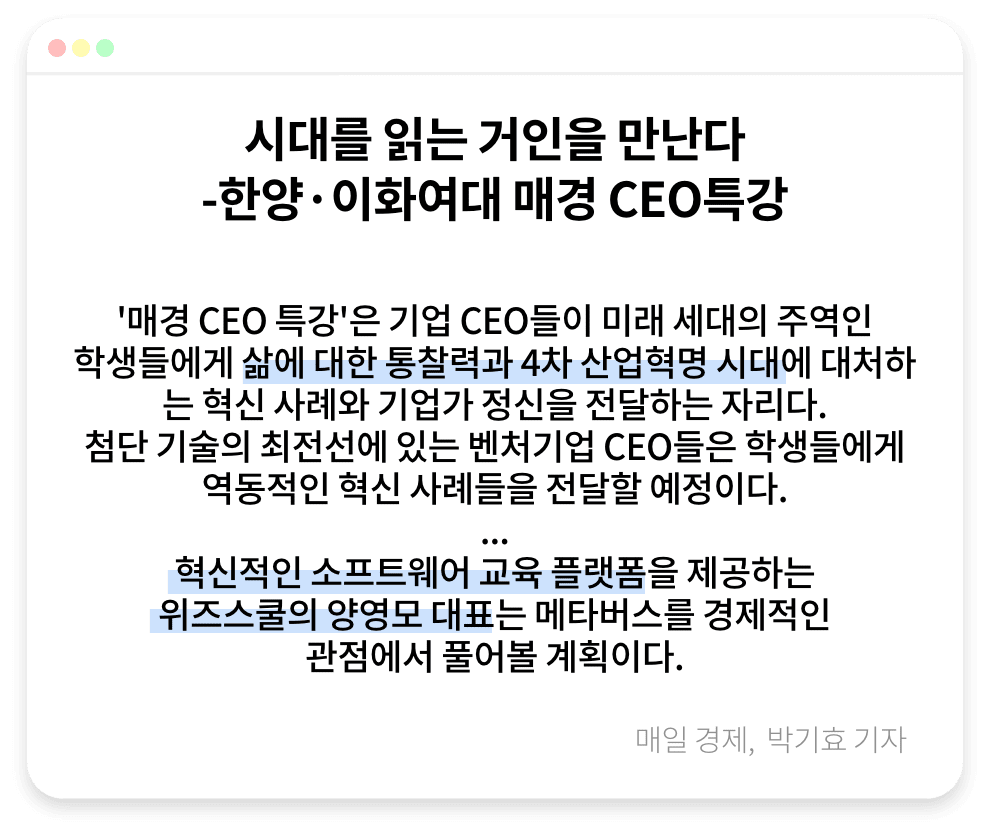 시대를 읽는 거인을 만난다
-한양·이화여대 매경 CEO특강
'매경 CEO 특강'은 기업 CEO들이 미래 세대의 주역인
학생들에게 삶에 대한 통찰력과 4차 산업혁명 시대에 대처하
는 혁신 사례와 기업가 정신을 전달하는 자리다.
첨단 기술의 최전선에 있는 벤처기업 CEO들은 학생들에게
역동적인 혁신 사례들을 전달할 예정이다.
...
혁신적인 소프트웨어 교육 플랫폼을 제공하는
위즈스쿨의 양영모 대표는 메타버스를 경제적인
관점에서 풀어볼 계획이다.
매일 경제, 박기효 기자